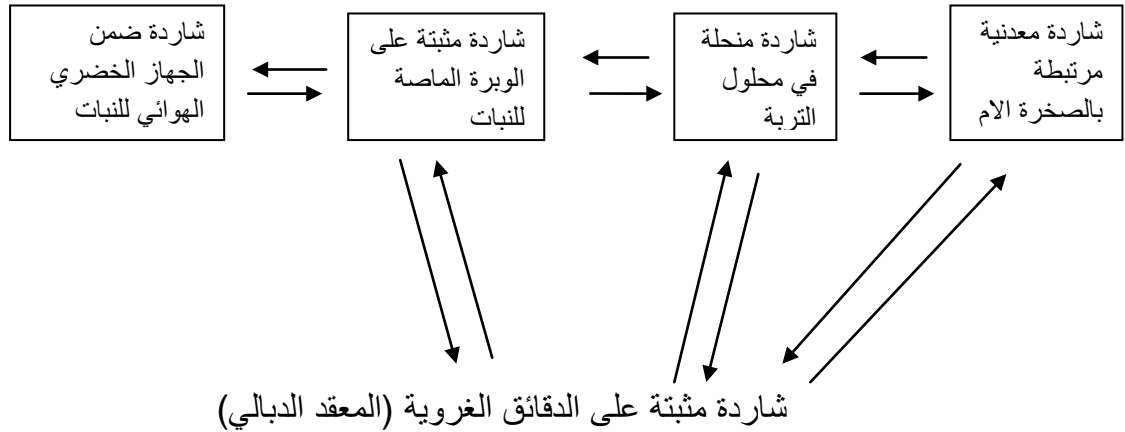 شاردة معدنية
مرتبطة
بالصخرة الام
شاردة منحلة
في محلول
التربة
شاردة مثبتة على
الوبرة الماصة
للنبات
شاردة ضمن
الجهاز الخضري
الهوائي للنبات
شاردة مثبتة على الدقائق الغروية (المعقد الدبالي)